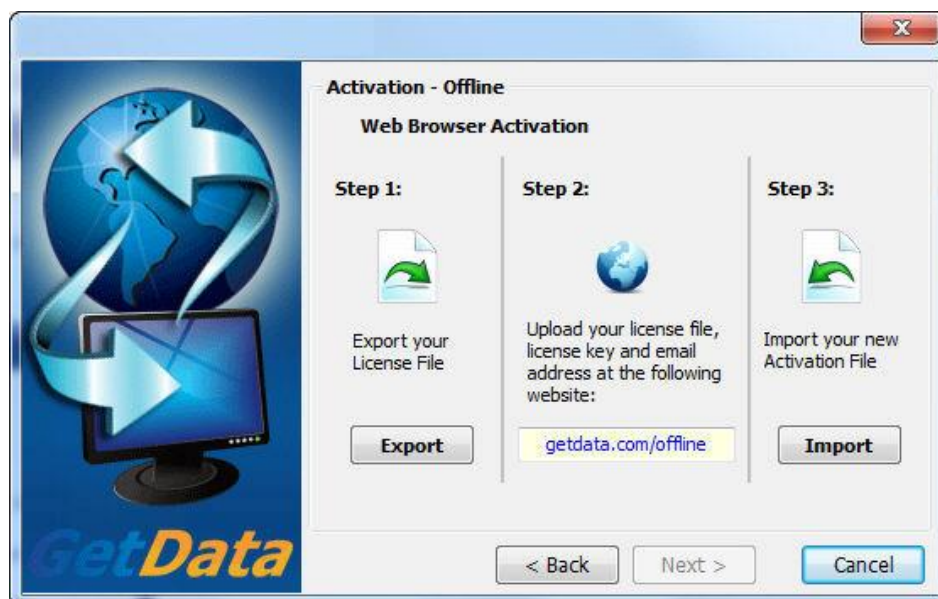 X
Activation - Offline
Web Browser Activation
Step 1:
Export your
License File
Export
Step 2:
Upload your license file,
license key and email
address at the following
website:
getdata.com/offline
Step 3:
Import your new
Activation File
Import
GetData
< Back
Next >
Cancel